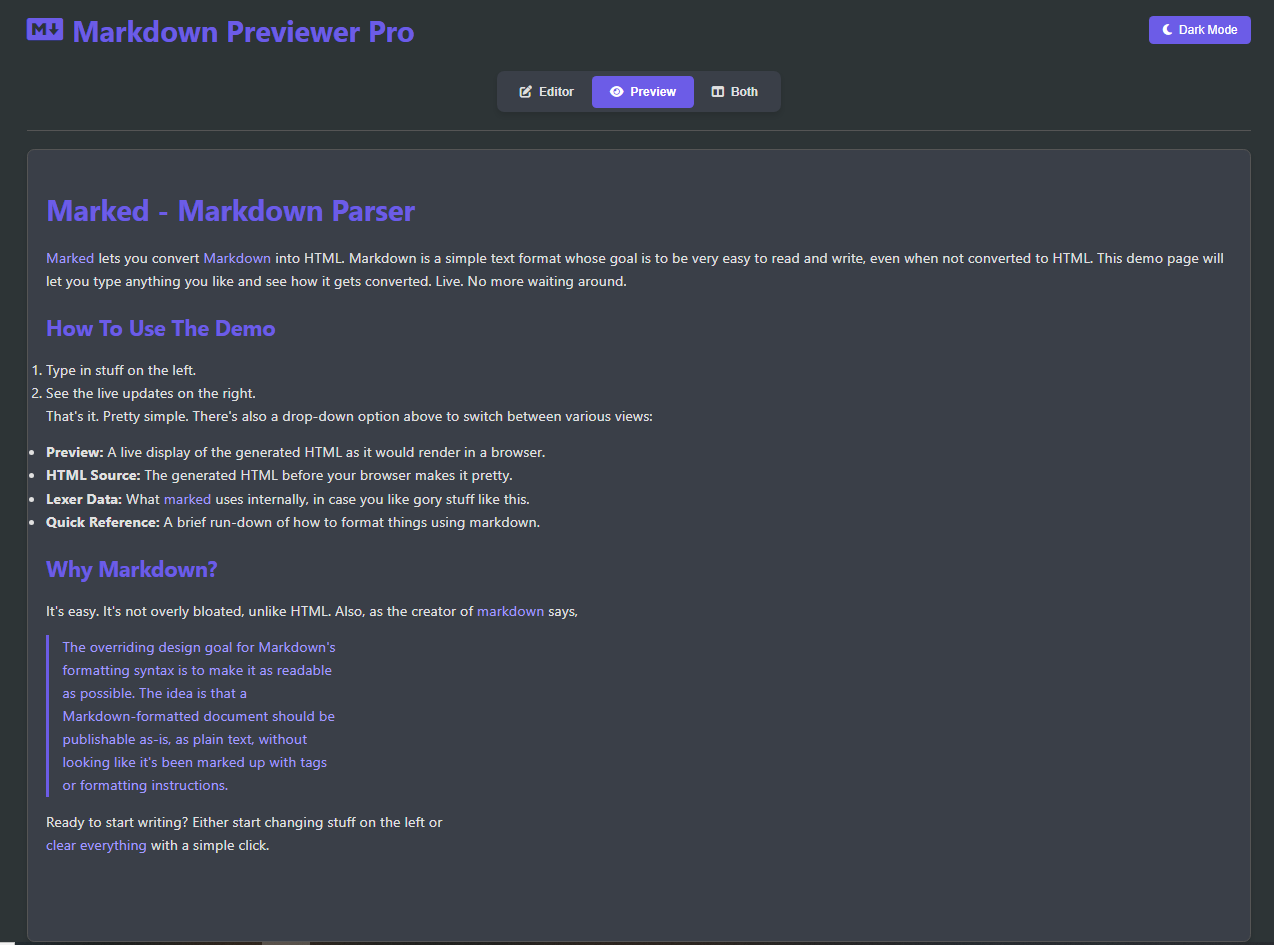 M Markdown Previewer Pro
Dark Mode
Editor Preview Both
Marked - Markdown Parser
Marked lets you convert Markdown into HTML. Markdown is a simple text format whose goal is to be very easy to read and write, even when not converted to HTML. This demo page will
let you type anything you like and see how it gets converted. Live. No more waiting around.
How To Use The Demo
1. Type in stuff on the left.
2. See the live updates on the right.
That's it. Pretty simple. There's also a drop-down option above to switch between various views:
• Preview: A live display of the generated HTML as it would render in a browser.
• HTML Source: The generated HTML before your browser makes it pretty.
• Lexer Data: What marked uses internally, in case you like gory stuff like this.
• Quick Reference: A brief run-down of how to format things using markdown.
Why Markdown?
It's easy. It's not overly bloated, unlike HTML. Also, as the creator of markdown says,
The overriding design goal for Markdown's
formatting syntax is to make it as readable
as possible. The idea is that a
Markdown-formatted document should be
publishable as-is, as plain text, without
looking like it's been marked up with tags
or formatting instructions.
Ready to start writing? Either start changing stuff on the left or
clear everything with a simple click.